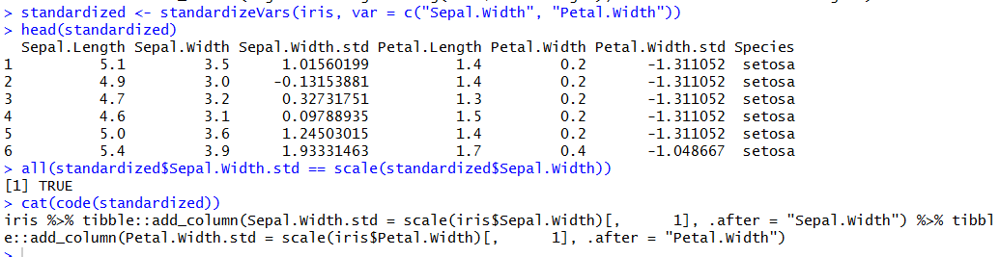 > standardized <- standardizeVars(iris, var = c("Sepal.Width", "Petal.Width"))
> head(standardized)
  Sepal.Length Sepal.Width Sepal.Width.std Petal.Length Petal.Width Petal.Width.std Species
1          5.1         3.5      1.01560199          1.4         0.2       -1.311052  setosa
2          4.9         3.0     -0.13153881          1.4         0.2       -1.311052  setosa
3          4.7         3.2      0.32731751          1.3         0.2       -1.311052  setosa
4          4.6         3.1      0.09788935          1.5         0.2       -1.311052  setosa
5          5.0         3.6      1.24503015          1.4         0.2       -1.311052  setosa
6          5.4         3.9      1.93331463          1.7         0.4       -1.048667  setosa
> all(standardized$Sepal.Width.std == scale(standardized$Sepal.Width))
[1] TRUE
> cat(code(standardized))
iris %>% tibble::add_column(Sepal.Width.std = scale(iris$Sepal.Width)[,      1], .after = "Sepal.Width") %>% tibbl
e::add_column(Petal.Width.std = scale(iris$Petal.Width)[,      1], .after = "Petal.Width")
>